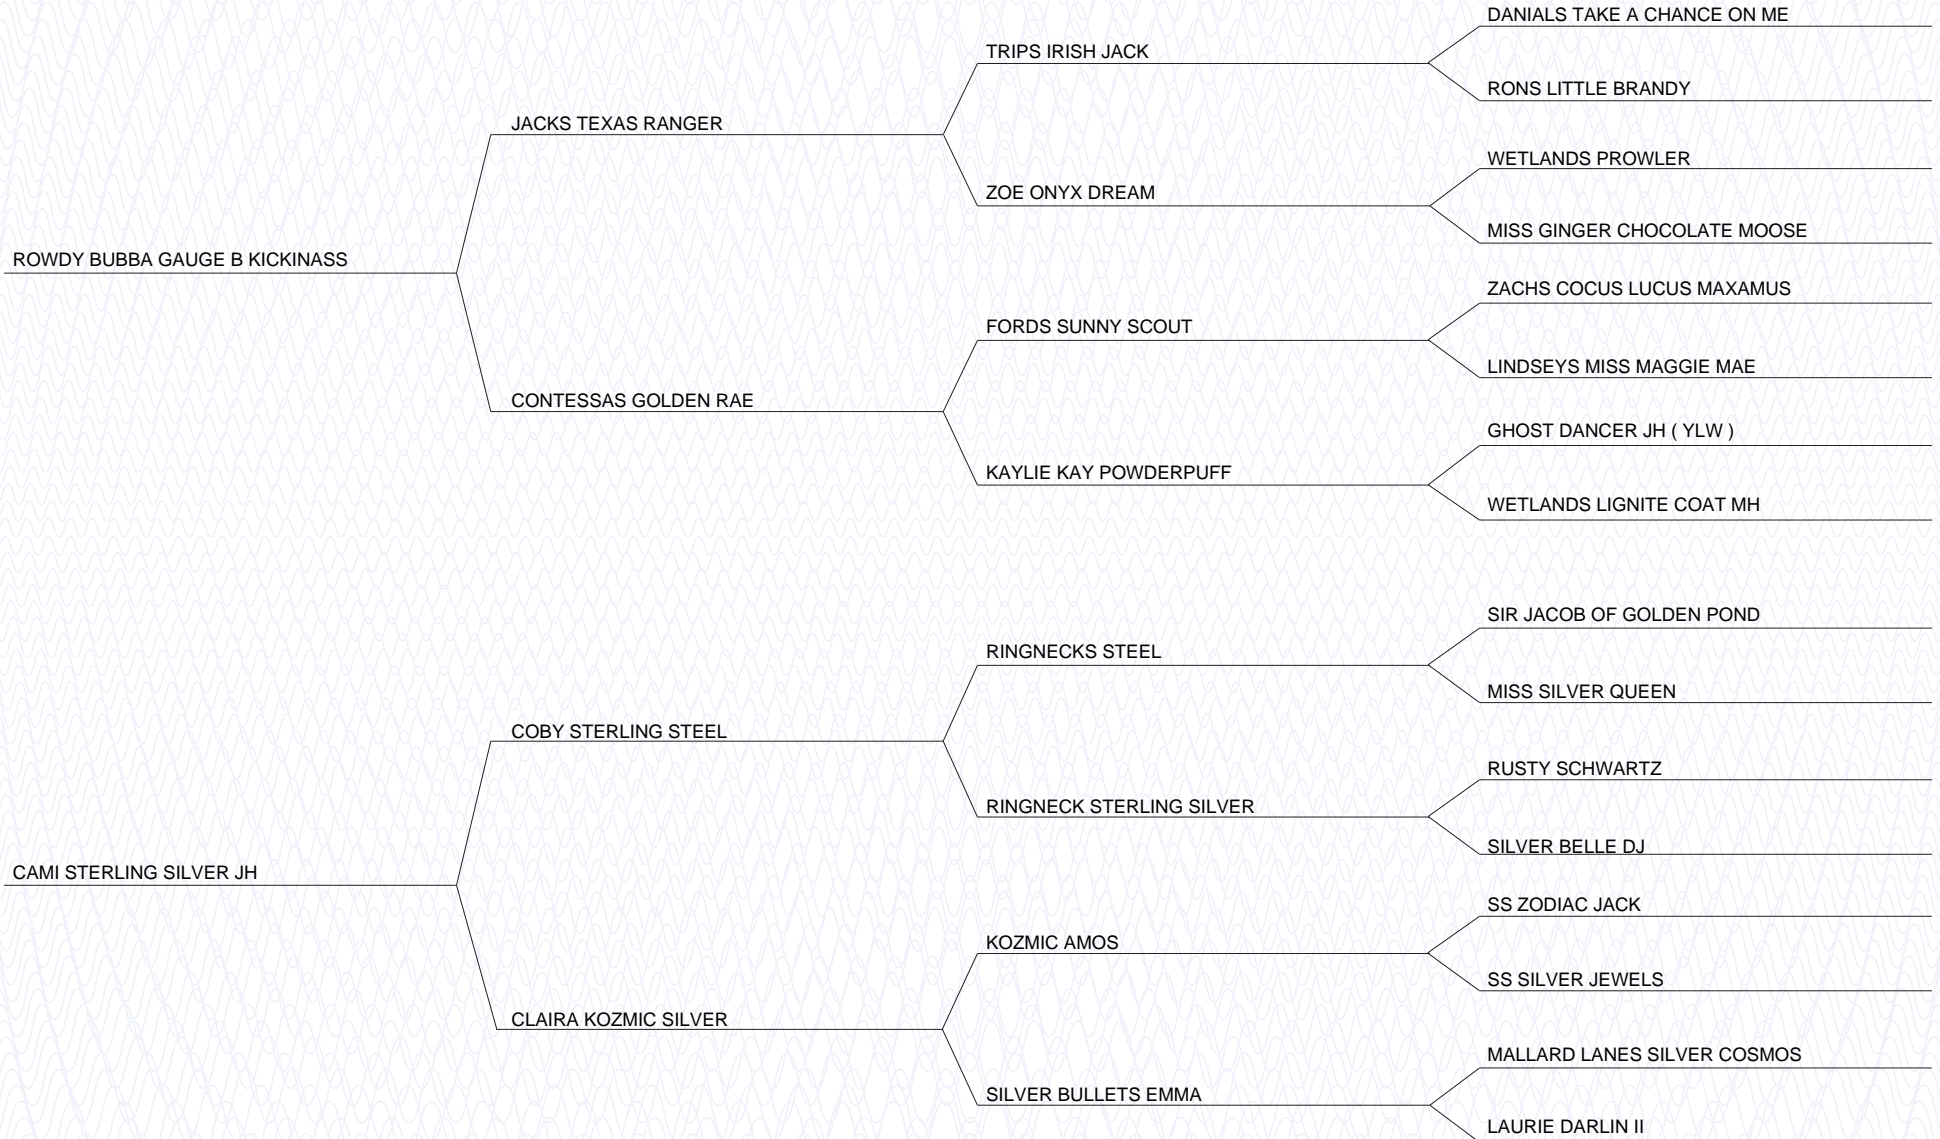 DANIALS TAKE A CHANCE ON ME
TRIPS IRISH JACK
RONS LITTLE BRANDY
JACKS TEXAS RANGER
WETLANDS PROWLER
ZOE ONYX DREAM
MISS GINGER CHOCOLATE MOOSE
ROWDY BUBBA GAUGE B KICKINASS
ZACHS COCUS LUCUS MAXAMUS
FORDS SUNNY SCOUT
LINDSEYS MISS MAGGIE MAE
CONTESSAS GOLDEN RAE
GHOST DANCER JH ( YLW )
KAYLIE KAY POWDERPUFF
WETLANDS LIGNITE COAT MH
SIR JACOB OF GOLDEN POND
RINGNECKS STEEL
MISS SILVER QUEEN
COBY STERLING STEEL
RUSTY SCHWARTZ
RINGNECK STERLING SILVER
SILVER BELLE DJ
CAMI STERLING SILVER JH
SS ZODIAC JACK
KOZMIC AMOS
SS SILVER JEWELS
CLAIRA KOZMIC SILVER
MALLARD LANES SILVER COSMOS
SILVER BULLETS EMMA
LAURIE DARLIN II